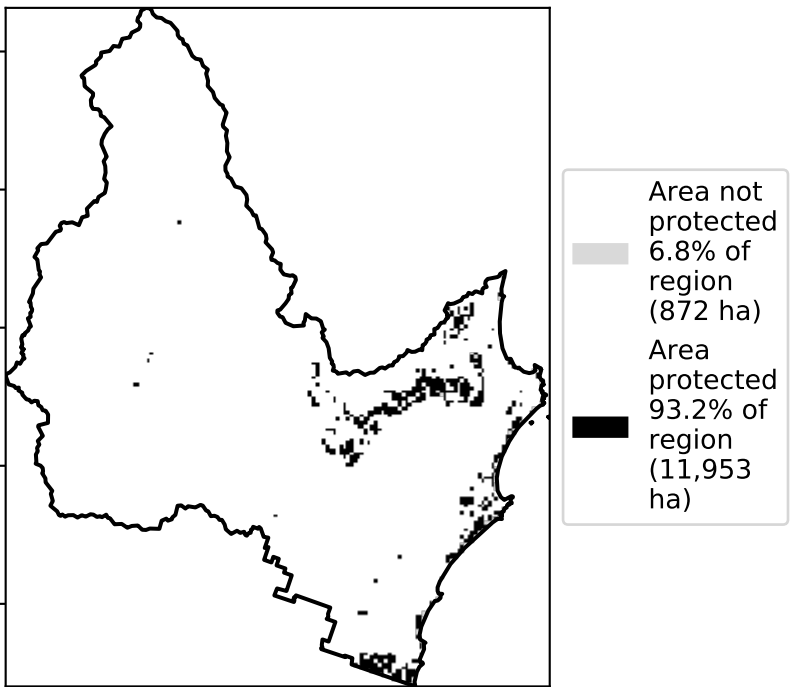 Area not
protected
6.8% of
region
(872 ha)
Area
protected
93.2% of
region
(11,953
ha)